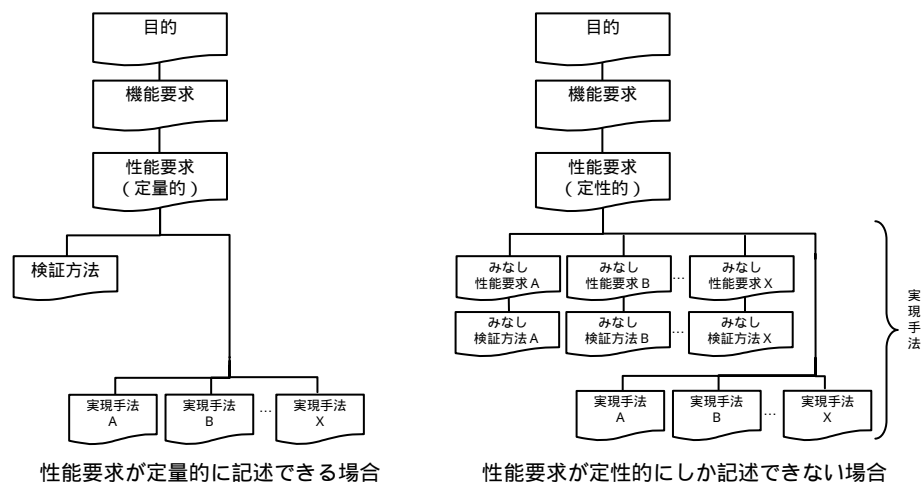 目的
機能要求
性能要求
(定量的)
検証方法
実現手法
A
実現手法
B
…
実現手法
X
性能要求が定量的に記述できる場合
目的
機能要求
性能要求
(定性的)
みなし
性能要求A
みなし
性能要求B
…
みなし
性能要求X
みなし
検証方法A
みなし
検証方法B
…
みなし
検証方法X
実現手法
A
実現手法
B
…
実現手法
X
実現手法
性能要求が定性的にしか記述できない場合